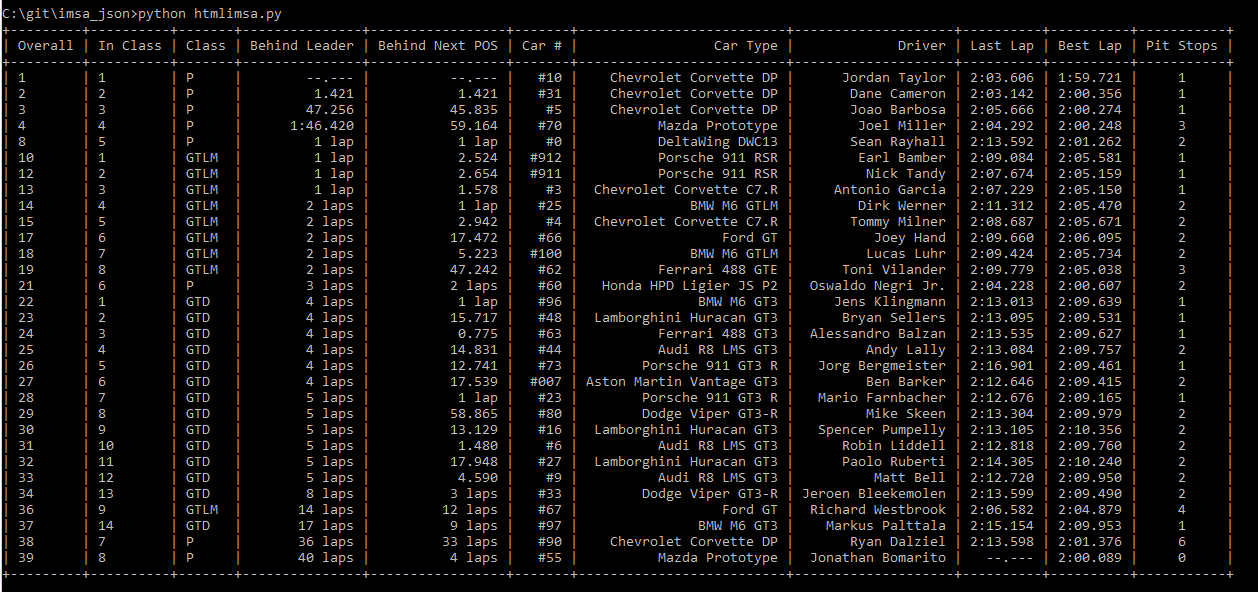 C:\git\imsa_json>python htmlimsa.py
+---------+----------+-------+---------------+-----------------+-------+--------------------------+--------------------+----------+----------+-----------+
| Overall | In Class | Class | Behind Leader | Behind Next POS | Car # | Car Type | Driver | Last Lap | Best Lap | Pit Stops |
+---------+----------+-------+---------------+-----------------+-------+--------------------------+--------------------+----------+----------+-----------+
| 1 | 1 | P | --.--- | --.--- | #10 | Chevrolet Corvette DP | Jordan Taylor | 2:03.606 | 1:59.721 | 1 |
| 2 | 2 | P | 1.421 | 1.421 | #31 | Chevrolet Corvette DP | Dane Cameron | 2:03.142 | 2:00.356 | 1 |
| 3 | 3 | P | 47.256 | 45.835 | #5 | Chevrolet Corvette DP | Joao Barbosa | 2:05.666 | 2:00.274 | 1 |
| 4 | 4 | P | 1:46.420 | 59.164 | #70 | Mazda Prototype | Joel Miller | 2:04.292 | 2:00.248 | 3 |
| 8 | 5 | P | 1 lap | 1 lap | #0 | DeltaWing DWC13 | Sean Rayhall | 2:13.592 | 2:01.262 | 2 |
| 10 | 1 | GTLM | 1 lap | 2.524 | #912 | Porsche 911 RSR | Earl Bamber | 2:09.084 | 2:05.581 | 1 |
| 12 | 2 | GTLM | 1 lap | 2.654 | #911 | Porsche 911 RSR | Nick Tandy | 2:07.674 | 2:05.159 | 1 |
| 13 | 3 | GTLM | 1 lap | 1.578 | #3 | Chevrolet Corvette C7.R | Antonio Garcia | 2:07.229 | 2:05.150 | 1 |
| 14 | 4 | GTLM | 2 laps | 1 lap | #25 | BMW M6 GTLM | Dirk Werner | 2:11.312 | 2:05.470 | 2 |
| 15 | 5 | GTLM | 2 laps | 2.942 | #4 | Chevrolet Corvette C7.R | Tommy Milner | 2:08.687 | 2:05.671 | 2 |
| 17 | 6 | GTLM | 2 laps | 17.472 | #66 | Ford GT | Joey Hand | 2:09.660 | 2:06.095 | 2 |
| 18 | 7 | GTLM | 2 laps | 5.223 | #100 | BMW M6 GTLM | Lucas Luhr | 2:09.424 | 2:05.734 | 2 |
| 19 | 8 | GTLM | 2 laps | 47.242 | #62 | Ferrari 488 GTE | Toni Vilander | 2:09.779 | 2:05.038 | 3 |
| 21 | 6 | P | 3 laps | 2 laps | #60 | Honda HPD Ligier JS P2 | Oswaldo Negri Jr. | 2:04.228 | 2:00.607 | 2 |
| 22 | 1 | GTD | 4 laps | 1 lap | #96 | BMW M6 GT3 | Jens Klingmann | 2:13.013 | 2:09.639 | 1 |
| 23 | 2 | GTD | 4 laps | 15.717 | #48 | Lamborghini Huracan GT3 | Bryan Sellers | 2:13.095 | 2:09.531 | 1 |
| 24 | 3 | GTD | 4 laps | 0.775 | #63 | Ferrari 488 GT3 | Alessandro Balzan | 2:13.535 | 2:09.627 | 1 |
| 25 | 4 | GTD | 4 laps | 14.831 | #44 | Audi R8 LMS GT3 | Andy Lally | 2:13.084 | 2:09.757 | 2 |
| 26 | 5 | GTD | 4 laps | 12.741 | #73 | Porsche 911 GT3 R | Jorg Bergmeister | 2:16.901 | 2:09.461 | 1 |
| 27 | 6 | GTD | 4 laps | 17.539 | #007 | Aston Martin Vantage GT3 | Ben Barker | 2:12.646 | 2:09.415 | 2 |
| 28 | 7 | GTD | 5 laps | 1 lap | #23 | Porsche 911 GT3 R | Mario Farnbacher | 2:12.676 | 2:09.165 | 1 |
| 29 | 8 | GTD | 5 laps | 58.865 | #80 | Dodge Viper GT3-R | Mike Skeen | 2:13.304 | 2:09.979 | 2 |
| 30 | 9 | GTD | 5 laps | 13.129 | #16 | Lamborghini Huracan GT3 | Spencer Pumpelly | 2:13.105 | 2:10.356 | 2 |
| 31 | 10 | GTD | 5 laps | 1.480 | #6 | Audi R8 LMS GT3 | Robin Liddell | 2:12.818 | 2:09.760 | 2 |
| 32 | 11 | GTD | 5 laps | 17.948 | #27 | Lamborghini Huracan GT3 | Paolo Ruberti | 2:14.305 | 2:10.240 | 2 |
| 33 | 12 | GTD | 5 laps | 4.590 | #9 | Audi R8 LMS GT3 | Matt Bell | 2:12.720 | 2:09.950 | 2 |
| 34 | 13 | GTD | 8 laps | 3 laps | #33 | Dodge Viper GT3-R | Jeroen Bleekemolen | 2:13.599 | 2:09.490 | 2 |
| 36 | 9 | GTLM | 14 laps | 12 laps | #67 | Ford GT | Richard Westbrook | 2:06.582 | 2:04.879 | 4 |
| 37 | 14 | GTD | 17 laps | 9 laps | #97 | BMW M6 GT3 | Markus Palttala | 2:15.154 | 2:09.953 | 1 |
| 38 | 7 | P | 36 laps | 33 laps | #90 | Chevrolet Corvette DP | Ryan Dalziel | 2:13.598 | 2:01.376 | 6 |
| 39 | 8 | P | 40 laps | 4 laps | #55 | Mazda Prototype | Jonathan Bomarito | --.--- | 2:00.089 | 0 |
+---------+----------+-------+---------------+-----------------+-------+--------------------------+--------------------+----------+----------+-----------+